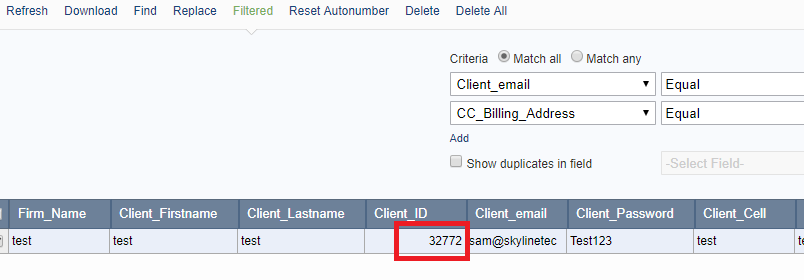 Refresh Download Find Replace Filtered Reset Autonumber Delete Delete All
Criteria Match all Match any
Client_email Equal
CC_Billing_Address Equal
Add
Show duplicates in field -Select Field-
Firm_Name Client_Firstname Client_Lastname Client_ID Client_email Client_Password Client_Cell
test test test 32772 sam@skylinetec Test123 test